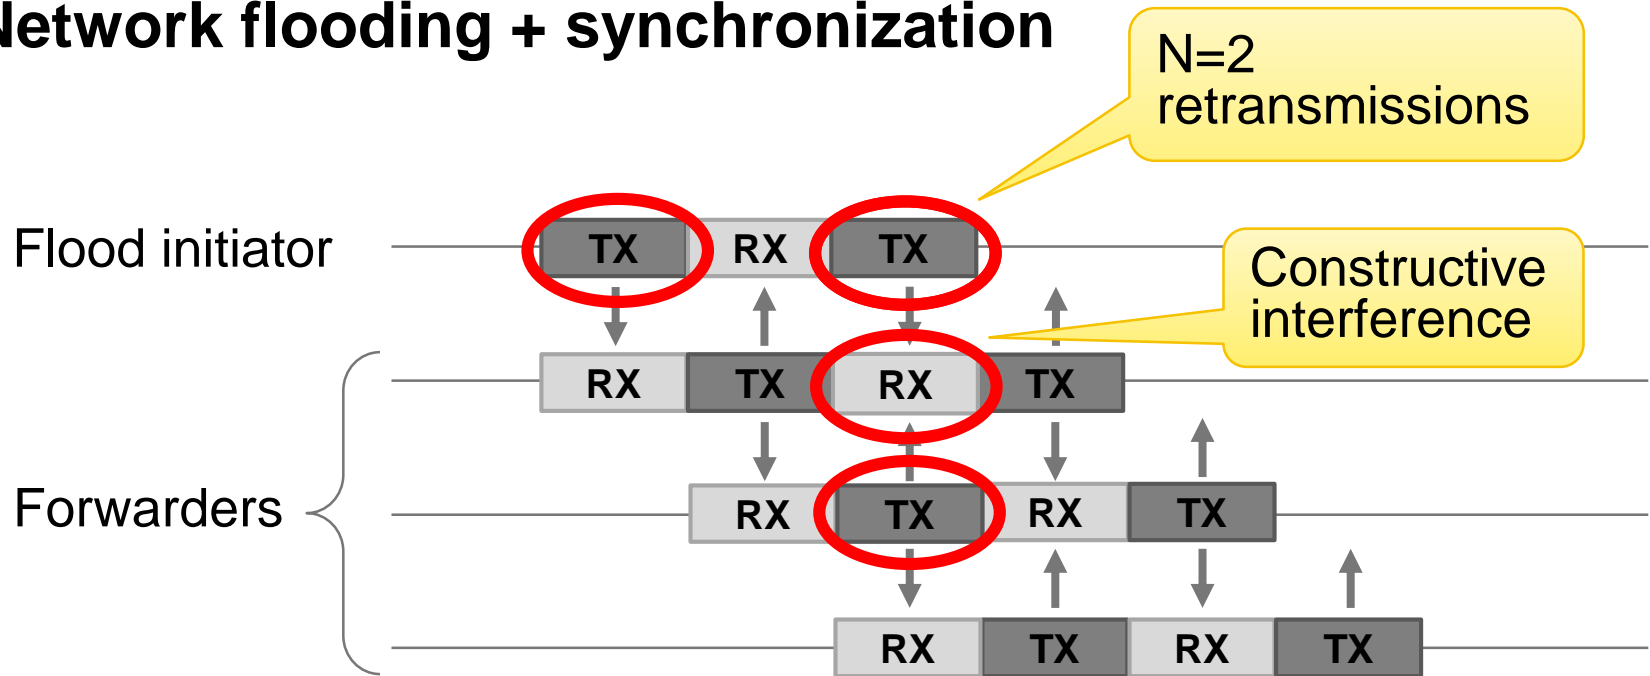 Network flooding + synchronization
N=2
retransmissions
Flood initiator
TX RX TX
Constructive
interference
RX TX RX TX
Forwarders
RX TX RX TX
RX TX RX TX